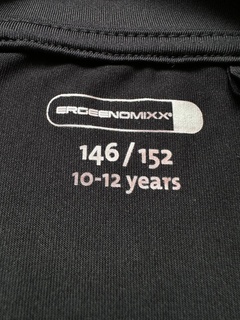 ERGEENOMIXX®
146/152
10-12 years